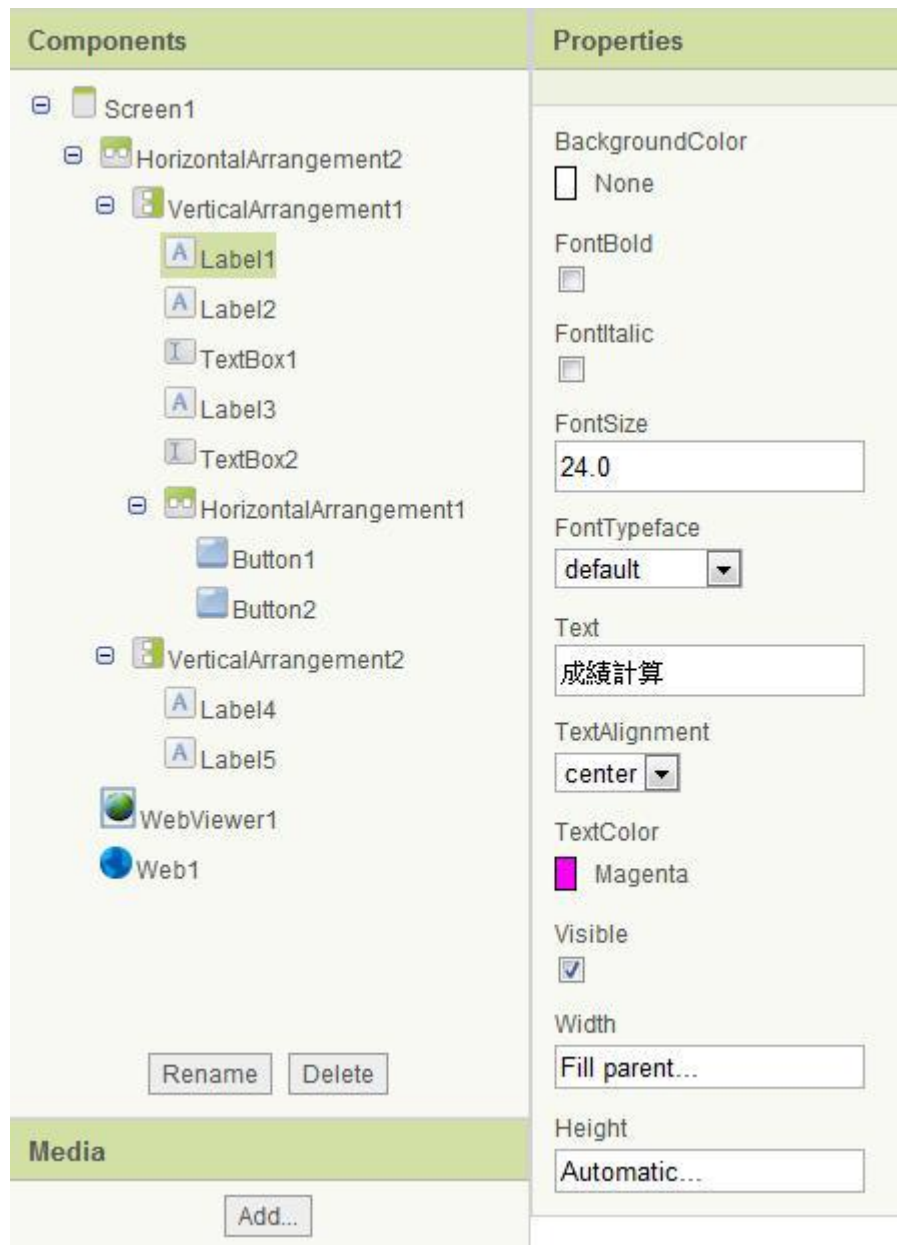 Components
Screen1
HorizontalArrangement2
VerticalArrangement1
Label1
Label2
TextBox1
Label3
TextBox2
HorizontalArrangement1
Button1
Button2
VerticalArrangement2
Label4
Label5
WebViewer1
Web1
Rename Delete
Media
Add...
Properties
BackgroundColor
None
FontBold
FontItalic
FontSize
24.0
FontTypeface
default
Text
成績計算
TextAlignment
center
TextColor
Magenta
Visible
Width
Fill parent...
Height
Automatic...